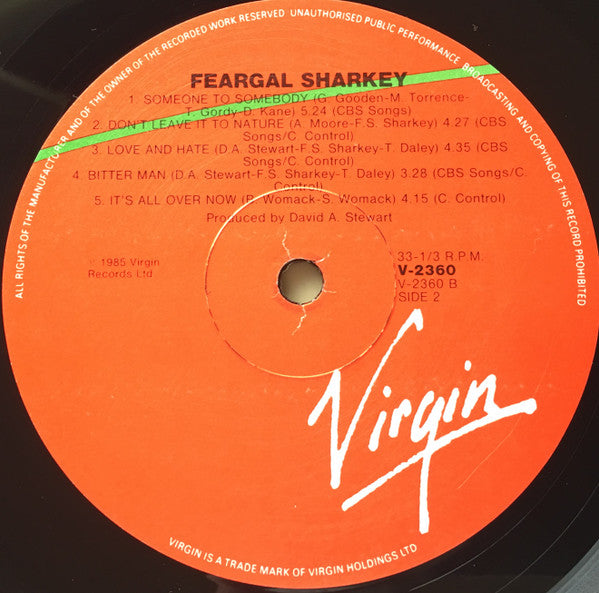 ALL RIGHTS OF THE MANUFACTURER AND OF THE OWNER OF THE RECORDED WORK RESERVED UNAUTHORISED PUBLIC PERFORMANCE BROADCASTING AND COPYING OF THIS RECORD PROHIBITED
FEARGAL SHARKEY
1. SOMEONE TO SOMEBODY (G. Gooden-M. Torrence-
T. Gordy-D. Kane) 5.24 (CBS Songs)
2. DON'T LEAVE IT TO NATURE (A. Moore-F.S. Sharkey) 4.27 (CBS
Songs/C. Control)
3. LOVE AND HATE (D.A. Stewart-F.S. Sharkey-T. Daley) 4.35 (CBS
Songs/C. Control)
4. BITTER MAN (D.A. Stewart-F.S. Sharkey-T. Daley) 3.28 (CBS Songs/C.
Control)
5. IT'S ALL OVER NOW (B. Womack-S. Womack) 4.15 (C. Control)
Produced by David A. Stewart
℗ 1985 Virgin
Records Ltd
33-1/3 R.P.M.
V-2360
V-2360 B
SIDE 2
Virgin
VIRGIN IS A TRADE MARK OF VIRGIN HOLDINGS LTD